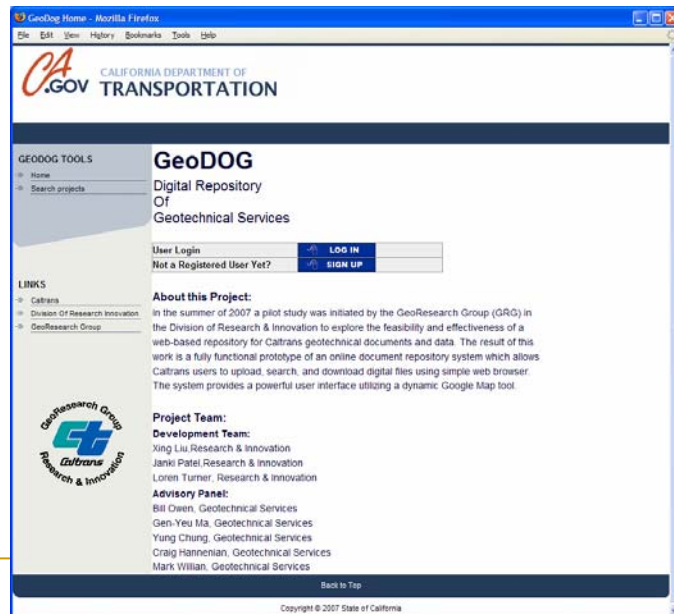 GeoDog Home - Mozilla Firefox
File Edit View History Bookmarks Tools Help
CA
.GOV
CALIFORNIA DEPARTMENT OF
TRANSPORTATION
GEODOG TOOLS
Home
Search projects
LINKS
Caltrans
Division Of Research Innovation
GeoResearch Group
GeoResearch Group
Caltrans
Research & Innovation
GeoDOG
Digital Repository
Of
Geotechnical Services
User Login LOG IN
Not a Registered User Yet? SIGN UP
About this Project:
In the summer of 2007 a pilot study was initiated by the GeoResearch Group (GRG) in
the Division of Research & Innovation to explore the feasibility and effectiveness of a
web-based repository for Caltrans geotechnical documents and data. The result of this
work is a fully functional prototype of an online document repository system which allows
Caltrans users to upload, search, and download digital files using simple web browser.
The system provides a powerful user interface utilizing a dynamic Google Map tool.
Project Team:
Development Team:
Xing Liu,Research & Innovation
Janki Patel,Research & Innovation
Loren Turner, Research & Innovation
Advisory Panel:
Bill Owen, Geotechnical Services
Gen-Yeu Ma, Geotechnical Services
Yung Chung, Geotechnical Services
Craig Hannenian, Geotechnical Services
Mark Willian, Geotechnical Services
Back to Top
Copyright © 2007 State of California